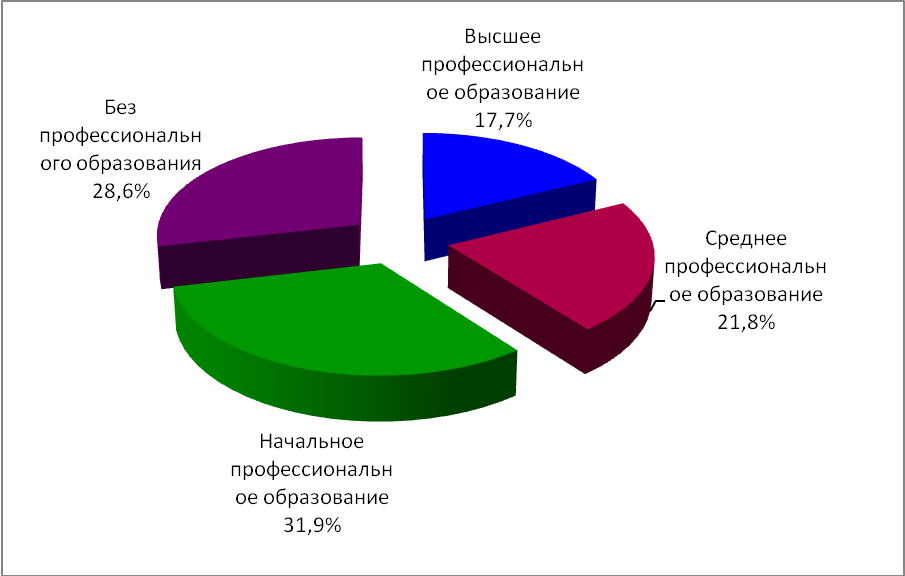 Высшее
профессиональн
ое образование
17,7%
Без
профессиональн
ого образования
28,6%
Среднее
профессиональн
ое образование
21,8%
Начальное
профессиональн
ое образование
31,9%